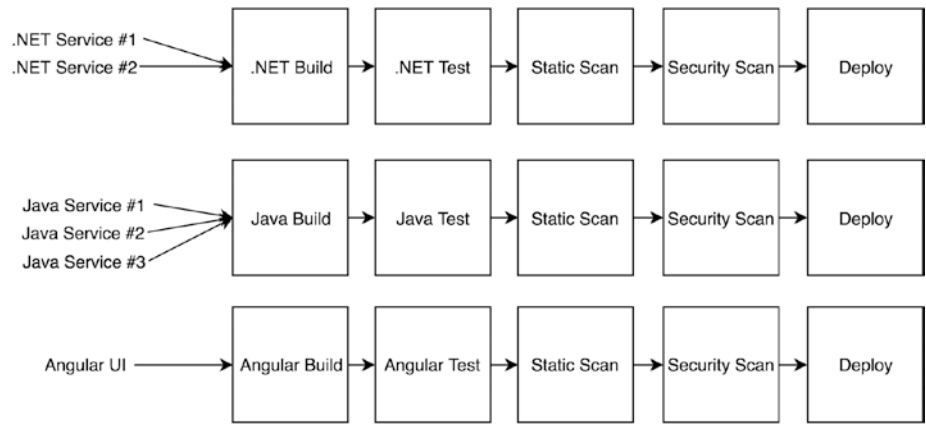 .NET Service #1
.NET Service #2
.NET Build
.NET Test
Static Scan
Security Scan
Deploy
Java Service #1
Java Service #2
Java Service #3
Java Build
Java Test
Static Scan
Security Scan
Deploy
Angular UI
Angular Build
Angular Test
Static Scan
Security Scan
Deploy